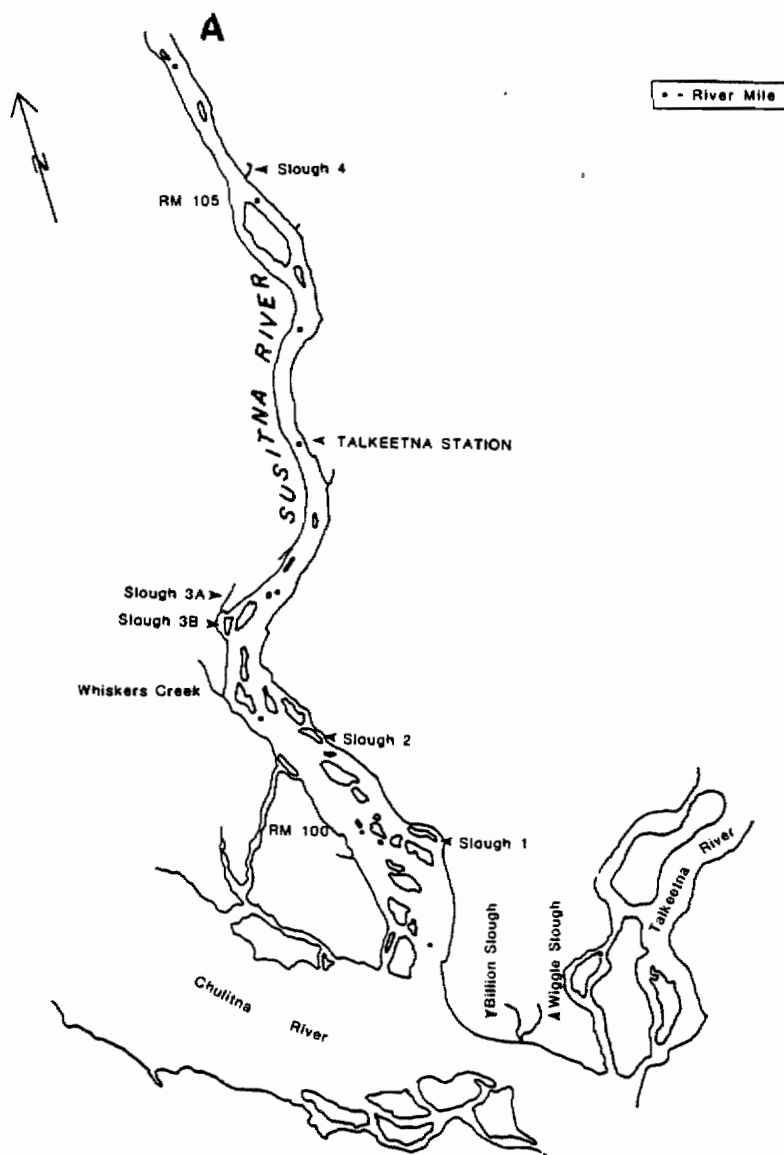 A
• - River Mile
N
Slough 4
RM 105
SUSITNA RIVER
TALKEETNA STATION
Slough 3A
Slough 3B
Whiskers Creek
Slough 2
RM 100
Slough 1
Talkeetna
River
Billion Slough
Wiggle Slough
Chulitna
River